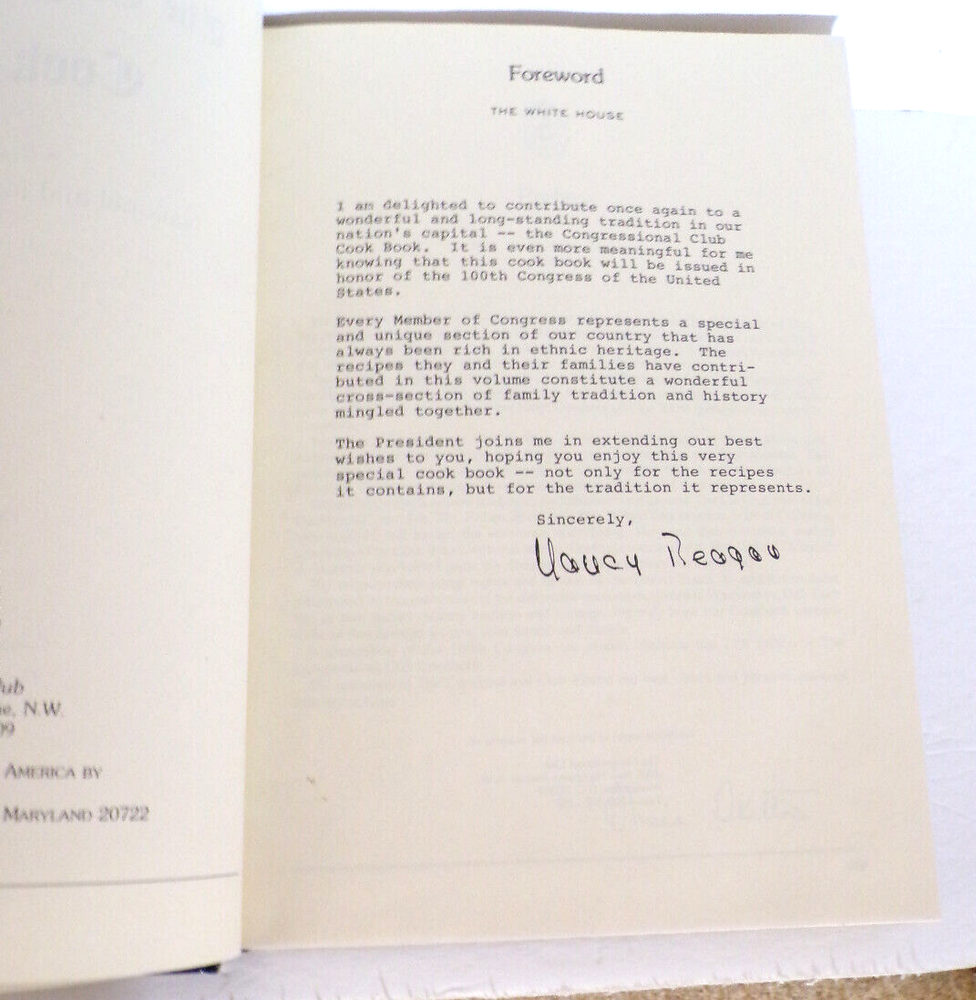 ub
e, N.W.
09
AMERICA BY
MARYLAND 20722
Foreword
THE WHITE HOUSE
I am delighted to contribute once again to a
wonderful and long-standing tradition in our
nation's capital -- the Congressional Club
Cook Book.  It is even more meaningful for me
knowing that this cook book will be issued in
honor of the 100th Congress of the United
States.
Every Member of Congress represents a special
and unique section of our country that has
always been rich in ethnic heritage.  The
recipes they and their families have contri-
buted in this volume constitute a wonderful
cross-section of family tradition and history
mingled together.
The President joins me in extending our best
wishes to you, hoping you enjoy this very
special cook book -- not only for the recipes
it contains, but for the tradition it represents.
Sincerely,
Nancy Reagan